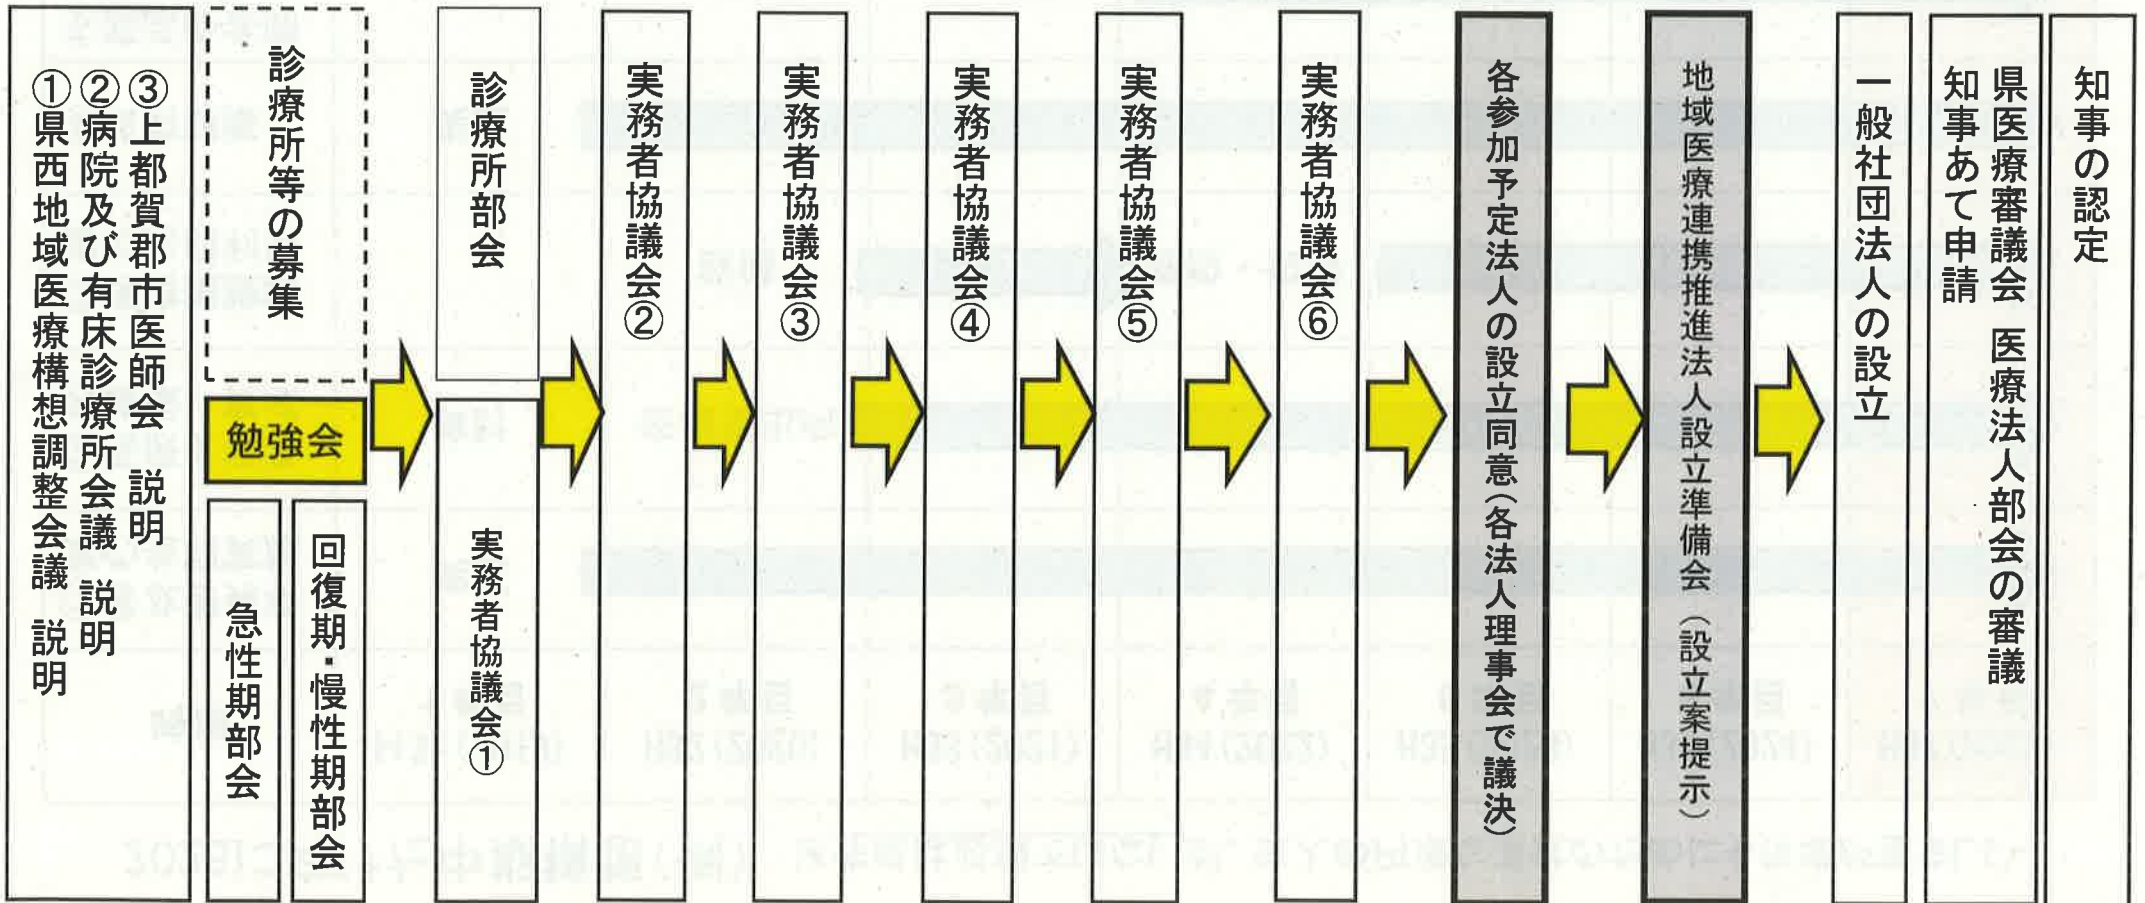 ③上都賀郡市医師会　説明
②病院及び有床診療所会議　説明
①県西地域医療構想調整会議　説明
診療所等の募集
勉強会
回復期・慢性期部会
急性期部会
診療所部会
実務者協議会①
実務者協議会②
実務者協議会③
実務者協議会④
実務者協議会⑤
実務者協議会⑥
各参加予定法人の設立同意（各法人理事会で議決）
地域医療連携推進法人設立準備会（設立案提示）
一般社団法人の設立
県医療審議会　医療法人部会の審議
知事あて申請
知事の認定